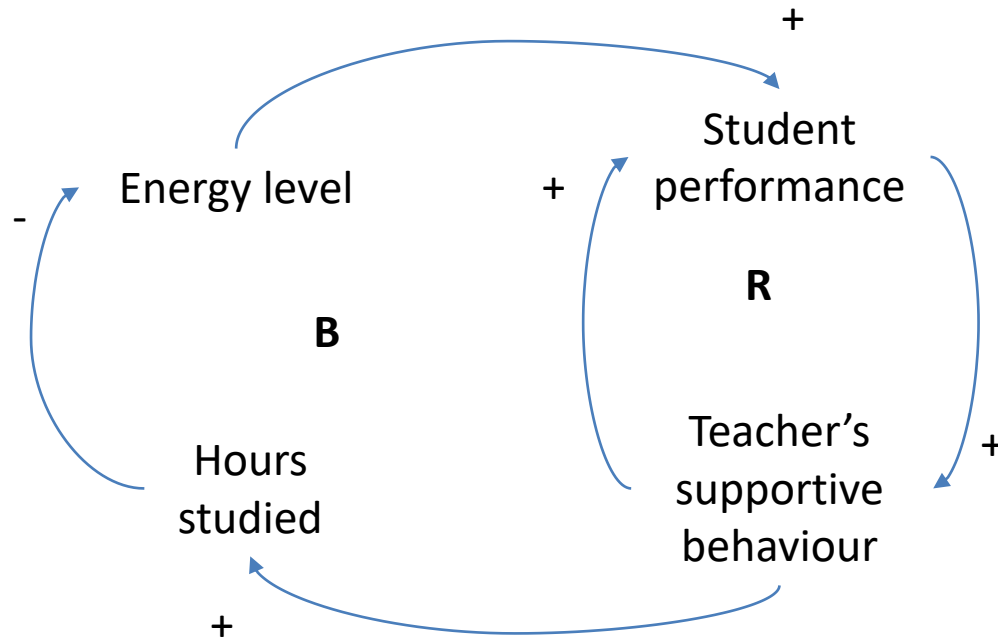 +
Student
performance
Energy level
+
-
R
B
Teacher's
supportive
behaviour
+
Hours
studied
+